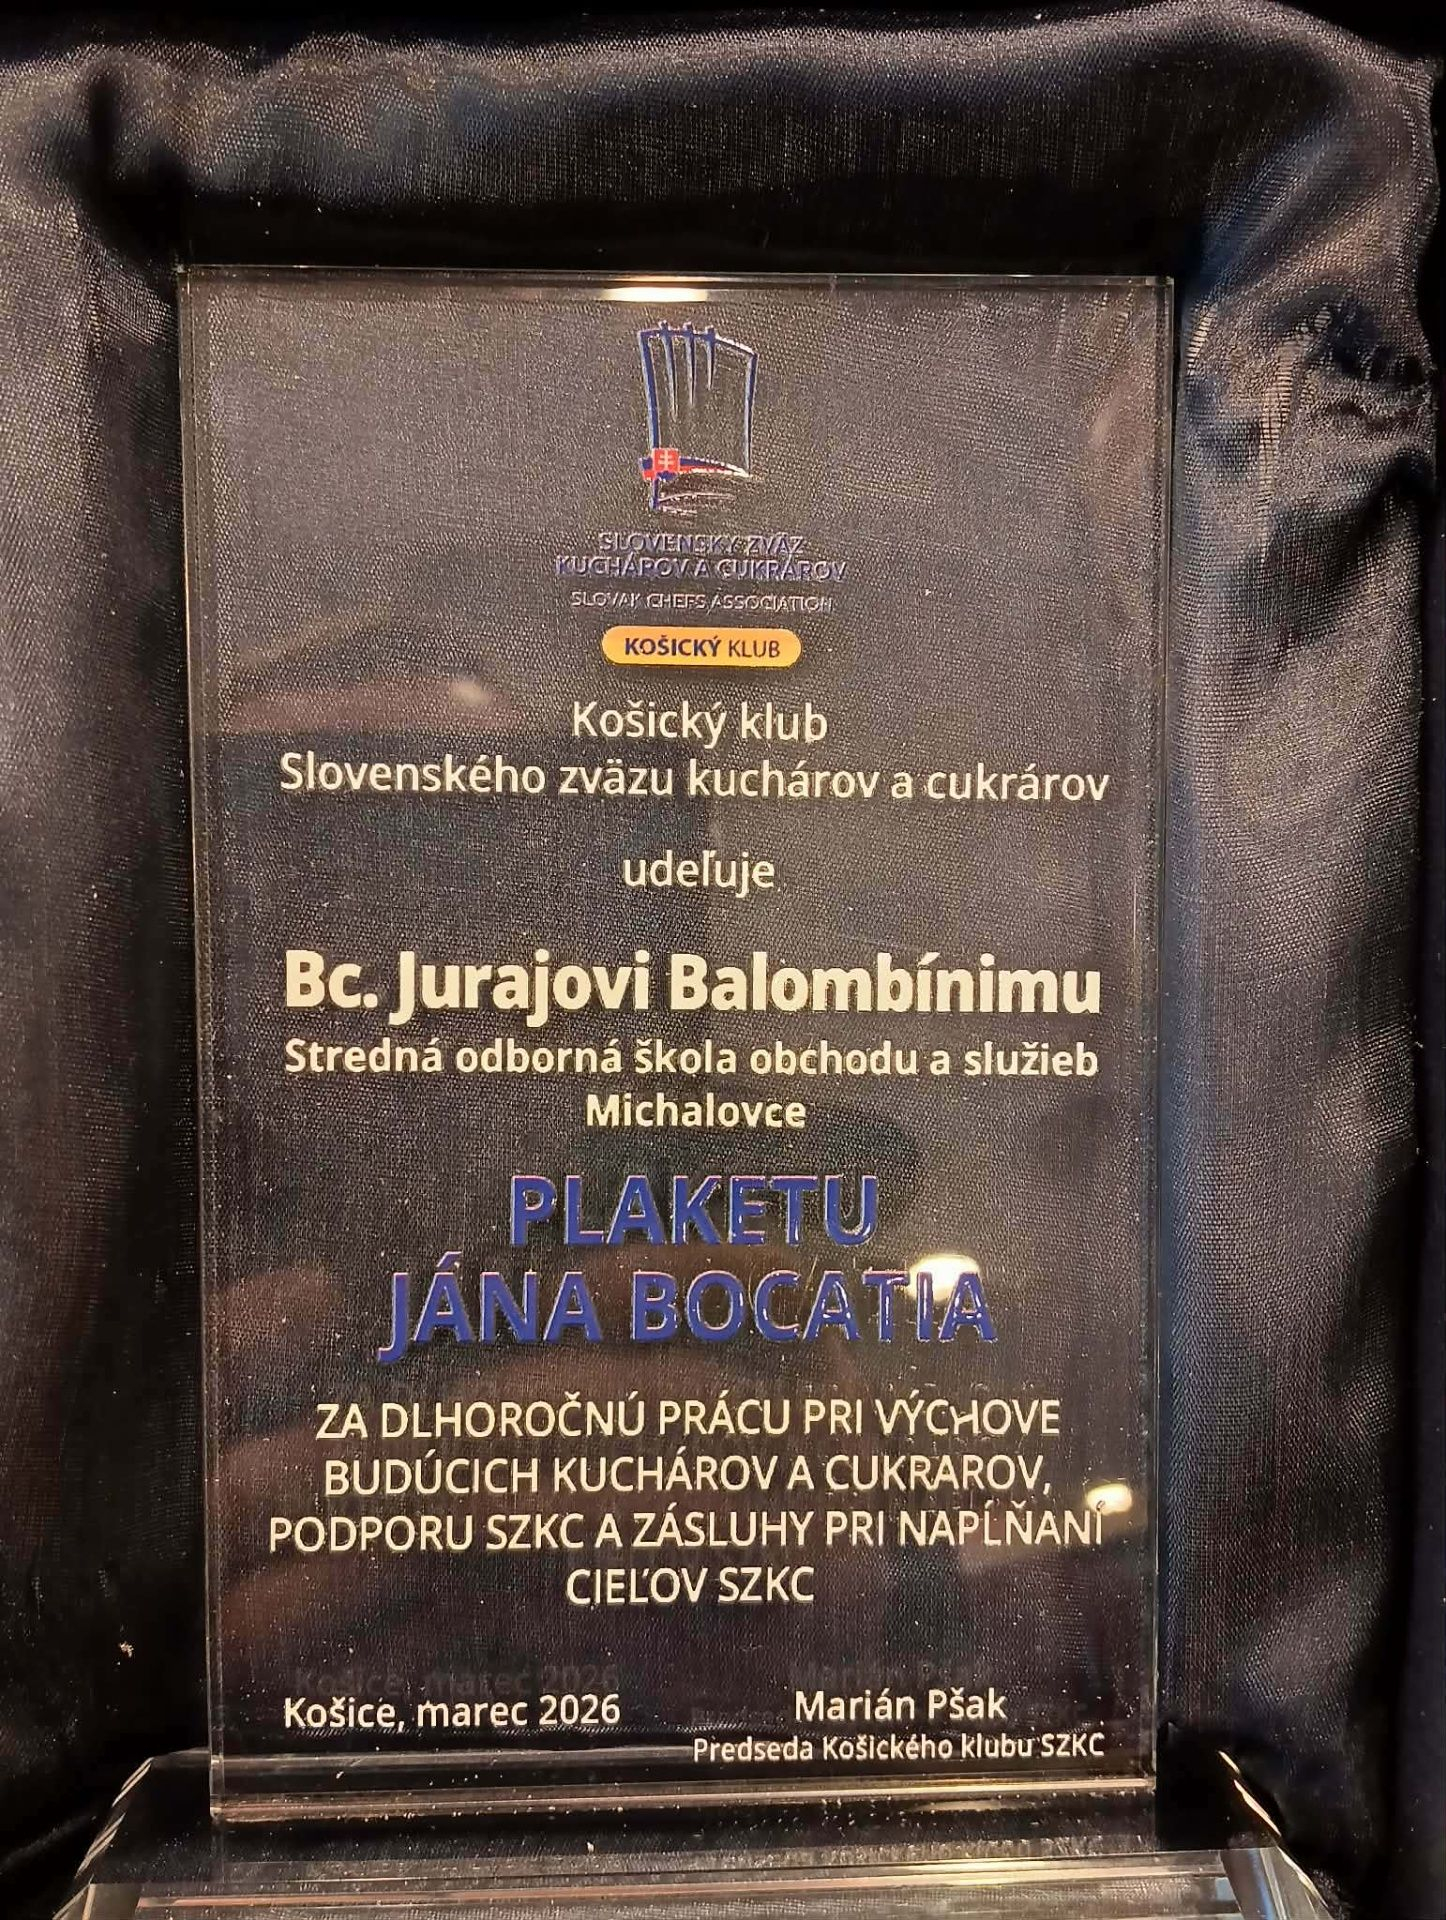 SLOVENSKÝ ZVÄZ
KUCHÁROV A CUKRÁROV
SLOVAK CHEFS ASSOCIATION
KOŠICKÝ KLUB
Košický klub
Slovenského zväzu kuchárov a cukrárov
udeľuje
Bc. Jurajovi Balombínimu
Stredná odborná škola obchodu a služieb
Michalovce
PLAKETU
JÁNA BOCATIA
ZA DLHOROČNÚ PRÁCU PRI VÝCHOVE
BUDÚCICH KUCHÁROV A CUKRAROV,
PODPORU SZKC A ZÁSLUHY PRI NAPĹŇANÍ
CIEĽOV SZKC
Košice, marec 2026
Marián Pšak
Predseda Košického klubu SZKC